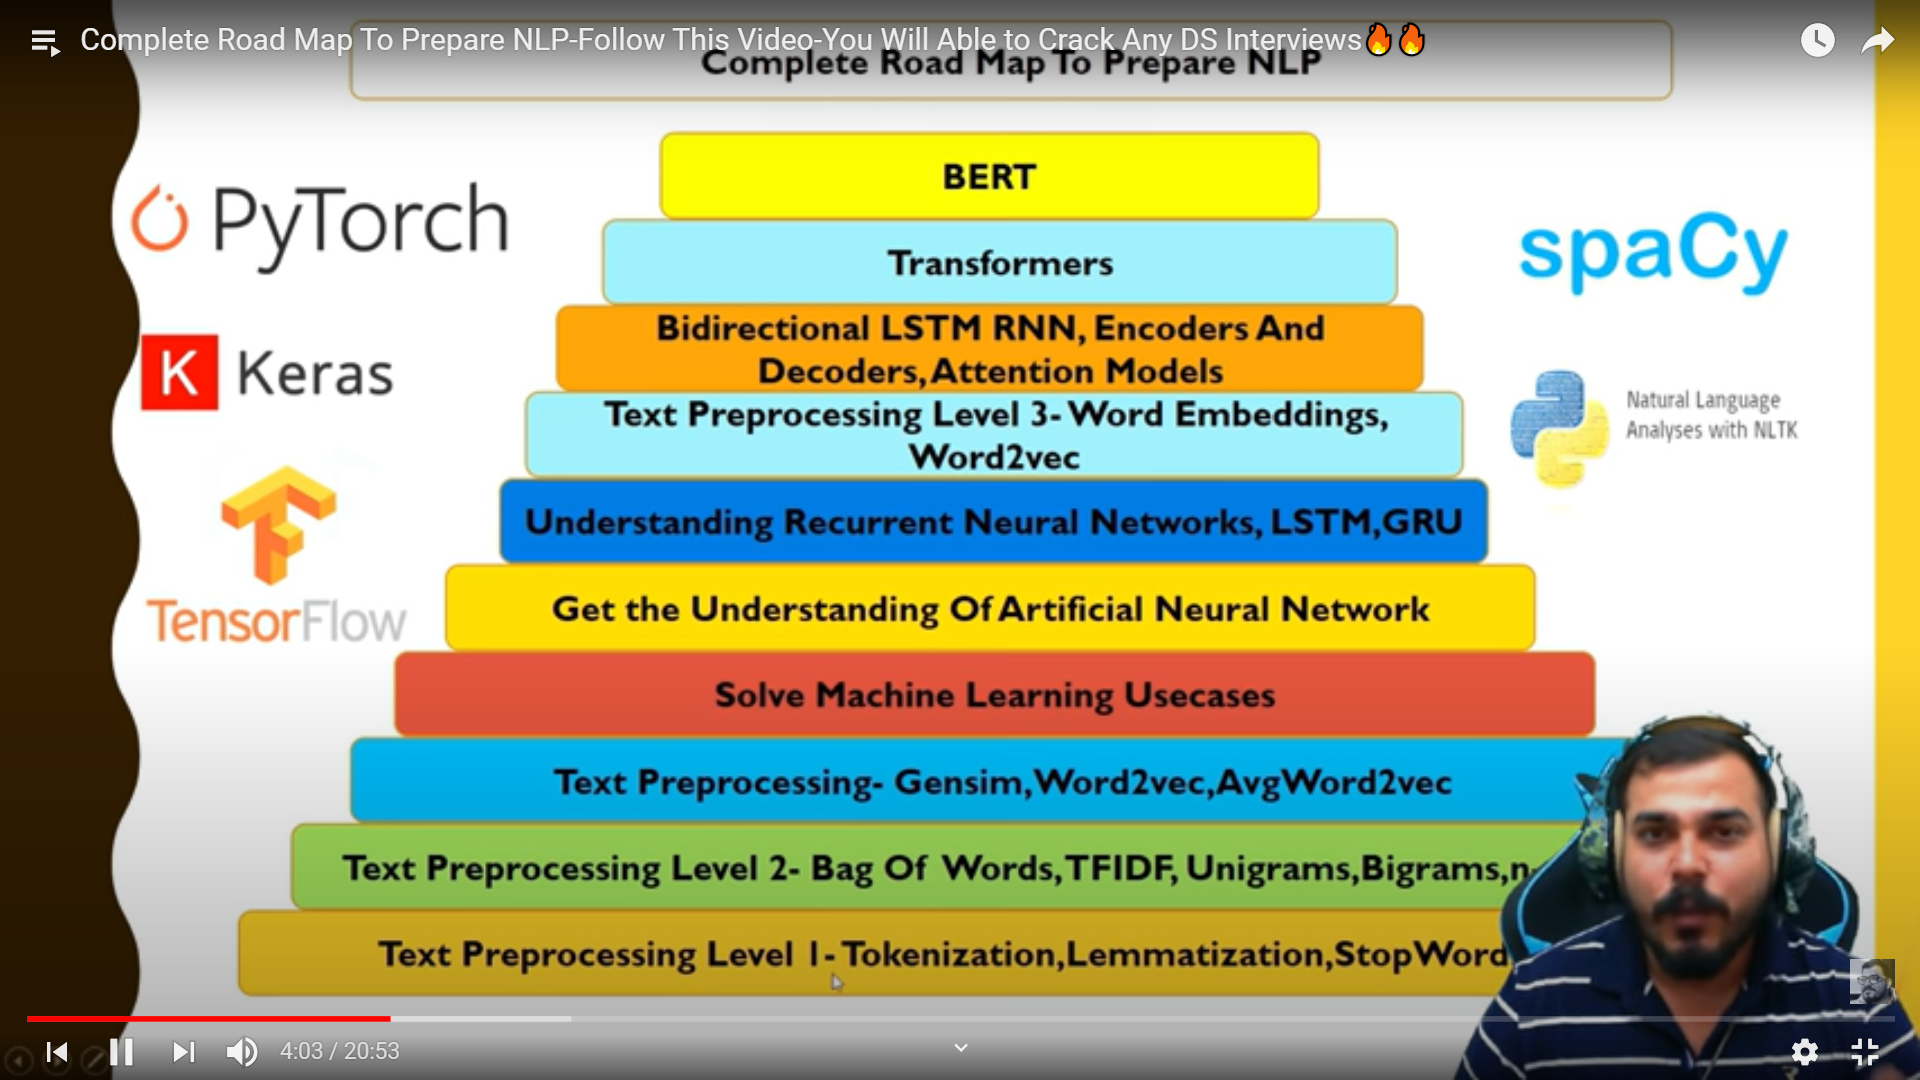 Complete Road Map To Prepare NLP-Follow This Video-You Will Able to Crack Any DS Interviews🔥🔥
Complete Road Map To Prepare NLP
BERT
PyTorch
Transformers
spaCy
Bidirectional LSTM RNN, Encoders And
Decoders,Attention Models
K Keras
Text Preprocessing Level 3- Word Embeddings,
Word2vec
Natural Language
Analyses with NLTK
Understanding Recurrent Neural Networks, LSTM,GRU
TensorFlow
Get the Understanding Of Artificial Neural Network
Solve Machine Learning Usecases
Text Preprocessing- Gensim,Word2vec,AvgWord2vec
Text Preprocessing Level 2- Bag Of Words,TFIDF, Unigrams,Bigrams,n-
Text Preprocessing Level 1- Tokenization,Lemmatization,StopWord
4:03 / 20:53